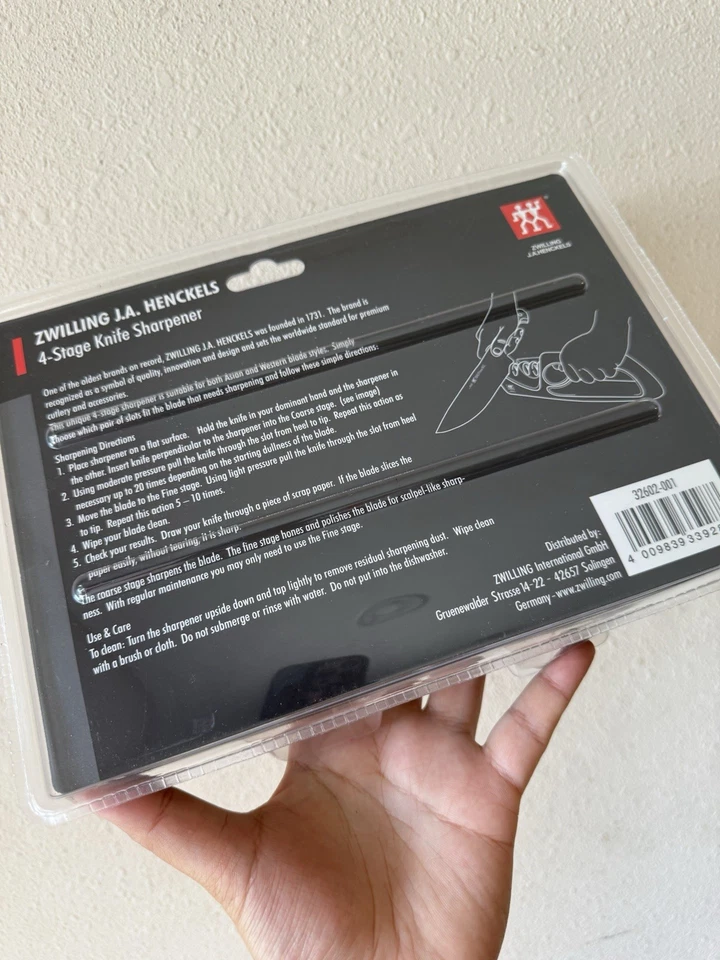 ZWILLING
J.A.HENCKELS
ZWILLING J.A. HENCKELS
4-Stage Knife Sharpener
One of the oldest brands on record, ZWILLING J.A. HENCKELS was founded in 1731. The brand is
recognized as a symbol of quality, innovation and design and sets the worldwide standard for premium
cutlery and accessories.
This unique 4-stage sharpener is suitable for both Asian and Western blade styles. Simply
choose which pair of slots fit the blade that needs sharpening and follow these simple directions:
Sharpening Directions
1. Place sharpener on a flat surface. Hold the knife in your dominant hand and the sharpener in
the other. Insert knife perpendicular to the sharpener into the Coarse stage. (see image)
2. Using moderate pressure pull the knife through the slot from heel to tip. Repeat this action as
necessary up to 20 times depending on the starting dullness of the blade.
3. Move the blade to the Fine stage. Using light pressure pull the knife through the slot from heel
to tip. Repeat this action 5 – 10 times.
4. Wipe your blade clean.
5. Check your results. Draw your knife through a piece of scrap paper. If the blade slices the
paper easily, without tearing, it is sharp.
The coarse stage sharpens the blade. The fine stage hones and polishes the blade for scalpel-like sharp-
ness. With regular maintenance you may only need to use the Fine stage.
Use & Care
To clean: Turn the sharpener upside down and tap lightly to remove residual sharpening dust. Wipe clean
with a brush or cloth. Do not submerge or rinse with water. Do not put into the dishwasher.
32602-001
Distributed by:
ZWILLING International GmbH
Gruenewalder Strasse 14-22 - 42657 Solingen
Germany - www.zwilling.com